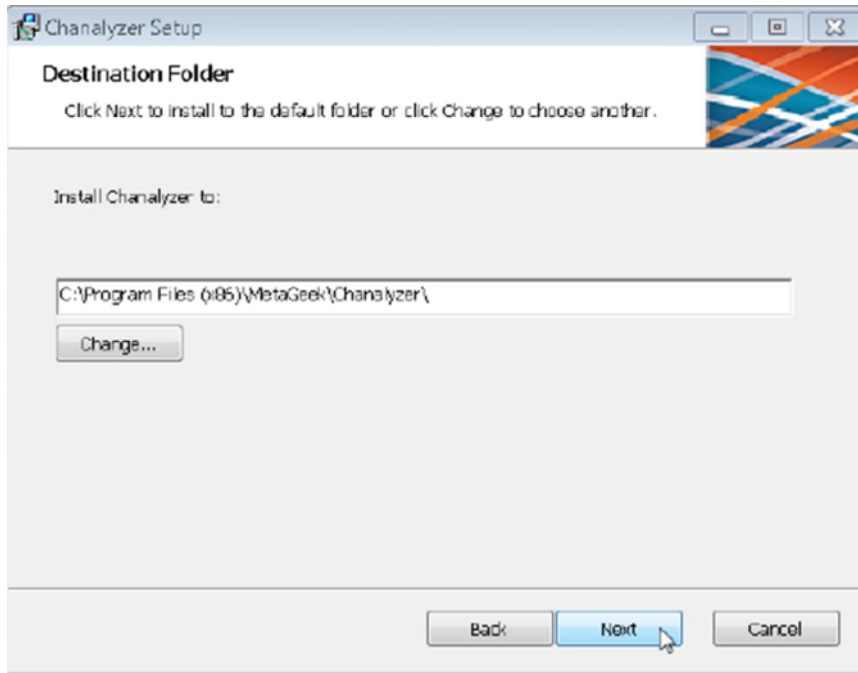 Chanalyzer Setup
Destination Folder
Click Next to install to the default folder or click Change to choose another.
Install Chanalyzer to:
C:\Program Files (x86)\MetaGeek\Chanalyzer\
Change...
Back Next Cancel